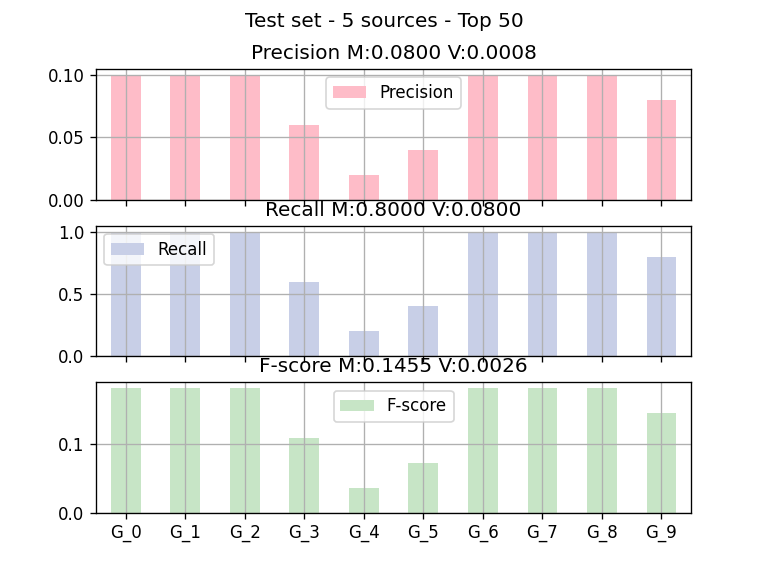 Test set - 5 sources - Top 50
Precision M:0.0800 V:0.0008
0.10
0.05
0.00
Precision
Recall M:0.8000 V:0.0800
1.0
0.5
0.0
Recall
F-score M:0.1455 V:0.0026
0.1
0.0
F-score
G_0 G_1 G_2 G_3 G_4 G_5 G_6 G_7 G_8 G_9